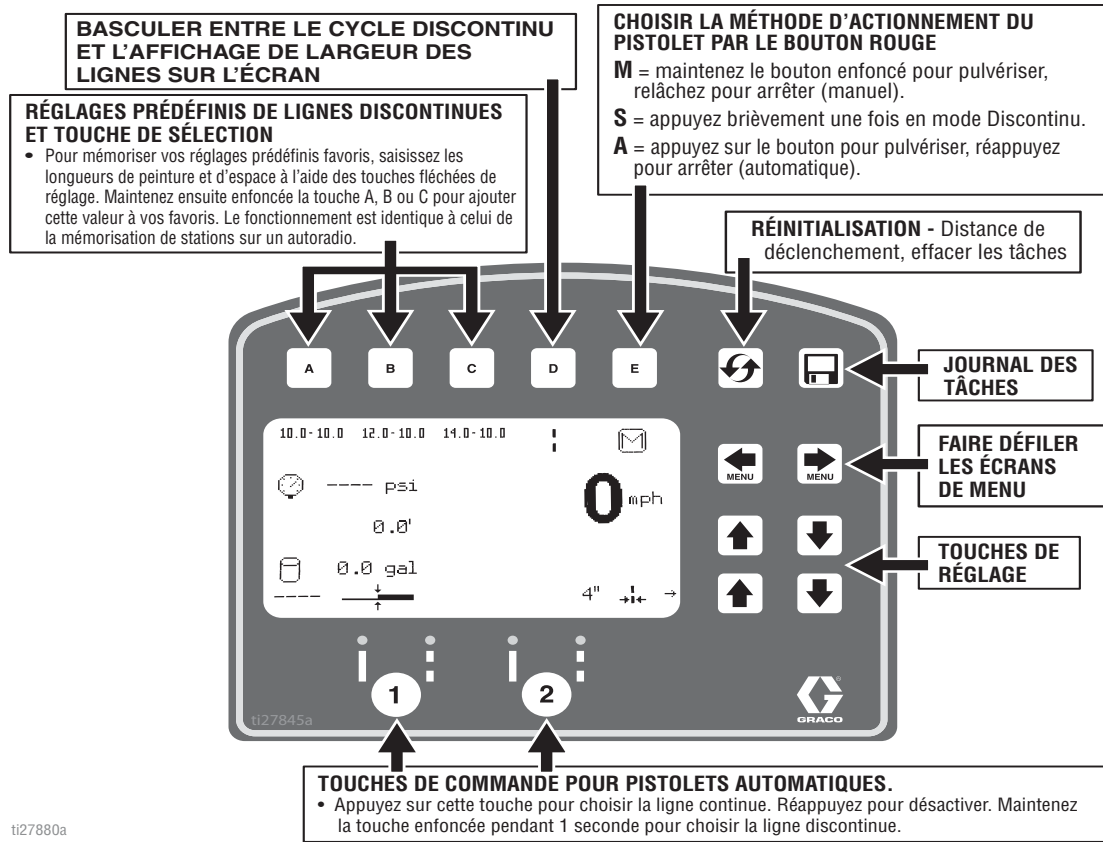 BASCULER ENTRE LE CYCLE DISCONTINU
ET L'AFFICHAGE DE LARGEUR DES
LIGNES SUR L'ÉCRAN
CHOISIR LA MÉTHODE D'ACTIONNEMENT DU
PISTOLET PAR LE BOUTON ROUGE
M = maintenez le bouton enfoncé pour pulvériser,
relâchez pour arrêter (manuel).
S = appuyez brièvement une fois en mode Discontinu.
A = appuyez sur le bouton pour pulvériser, réappuyez
pour arrêter (automatique).
RÉGLAGES PRÉDÉFINIS DE LIGNES DISCONTINUES
ET TOUCHE DE SÉLECTION
• Pour mémoriser vos réglages prédéfinis favoris, saisissez les
longueurs de peinture et d'espace à l'aide des touches fléchées de
réglage. Maintenez ensuite enfoncée la touche A, B ou C pour ajouter
cette valeur à vos favoris. Le fonctionnement est identique à celui de
la mémorisation de stations sur un autoradio.
RÉINITIALISATION - Distance de
déclenchement, effacer les tâches
A B C D E
JOURNAL DES
TÂCHES
10.0-10.0 12.0-10.0 14.0-10.0 M
---- psi
0 mph
0.0'
0.0 gal
----
4"
MENU MENU
FAIRE DÉFILER
LES ÉCRANS
DE MENU
TOUCHES DE
RÉGLAGE
1 2
GRACO
ti27845a
TOUCHES DE COMMANDE POUR PISTOLETS AUTOMATIQUES.
• Appuyez sur cette touche pour choisir la ligne continue. Réappuyez pour désactiver. Maintenez
la touche enfoncée pendant 1 seconde pour choisir la ligne discontinue.
ti27880a